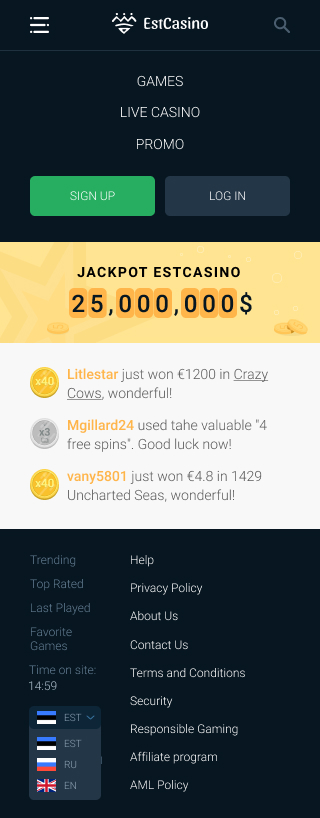 EstCasino
GAMES
LIVE CASINO
PROMO
SIGN UP
LOG IN
JACKPOT ESTCASINO
25,000,000$
x40
Litlestar just won €1200 in Crazy
Cows, wonderful!
x3
Mgillard24 used tahe valuable "4
free spins". Good luck now!
x40
vany5801 just won €4.8 in 1429
Uncharted Seas, wonderful!
Trending
Top Rated
Last Played
Favorite
Games
Time on site:
14:59
EST
EST
RU
EN
Help
Privacy Policy
About Us
Contact Us
Terms and Conditions
Security
Responsible Gaming
Affiliate program
AML Policy